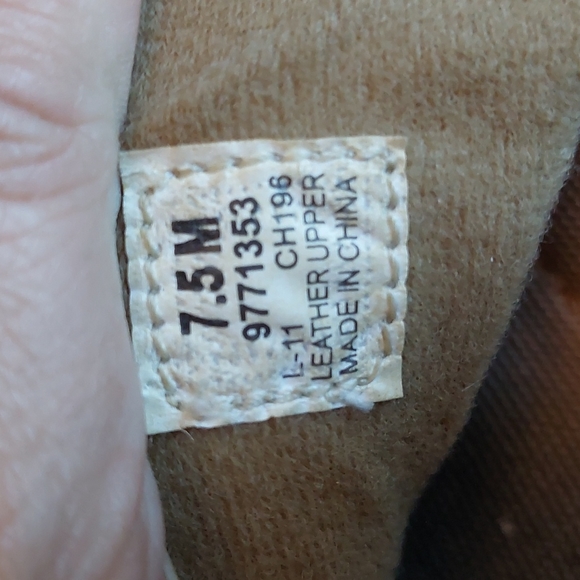 7.5 M
9771353
L-11 CH196
LEATHER UPPER
MADE IN CHINA